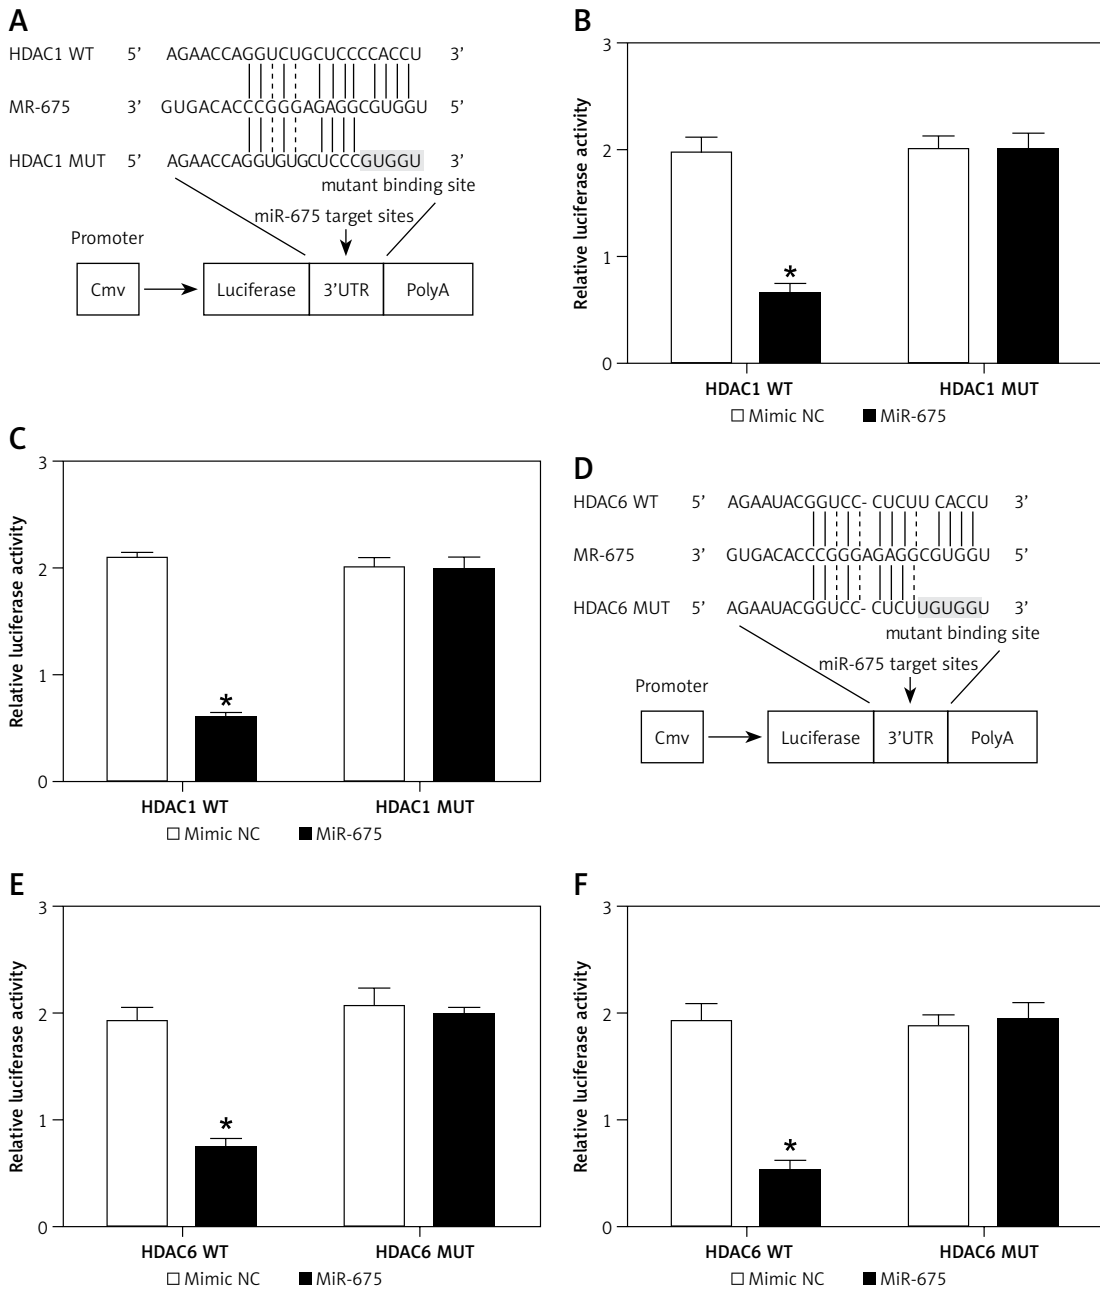 A
HDAC1 WT 5’ AGAACCAGGUCUGCUCCCCACCU 3’
MR-675 3’ GUGACACCCGGGAGAGGCGUGGU 5’
HDAC1 MUT 5’ AGAACCAGGUGUGCUCCCGUGGU 3’
mutant binding site
miR-675 target sites
Promoter
Cmv Luciferase 3’UTR PolyA
B
Relative luciferase activity
3
2
1
0
*
HDAC1 WT HDAC1 MUT
Mimic NC MiR-675
C
Relative luciferase activity
3
2
1
0
*
HDAC1 WT HDAC1 MUT
Mimic NC MiR-675
D
HDAC6 WT 5’ AGAAUACGGUCC- CUCUU CACCU 3’
MR-675 3’ GUGACACCCGGGAGAGGCGUGGU 5’
HDAC6 MUT 5’ AGAAUACGGUCC- CUCUUUGUGGU 3’
mutant binding site
miR-675 target sites
Promoter
Cmv Luciferase 3’UTR PolyA
E
Relative luciferase activity
3
2
1
0
*
HDAC6 WT HDAC6 MUT
Mimic NC MiR-675
F
Relative luciferase activity
3
2
1
0
*
HDAC6 WT HDAC6 MUT
Mimic NC MiR-675